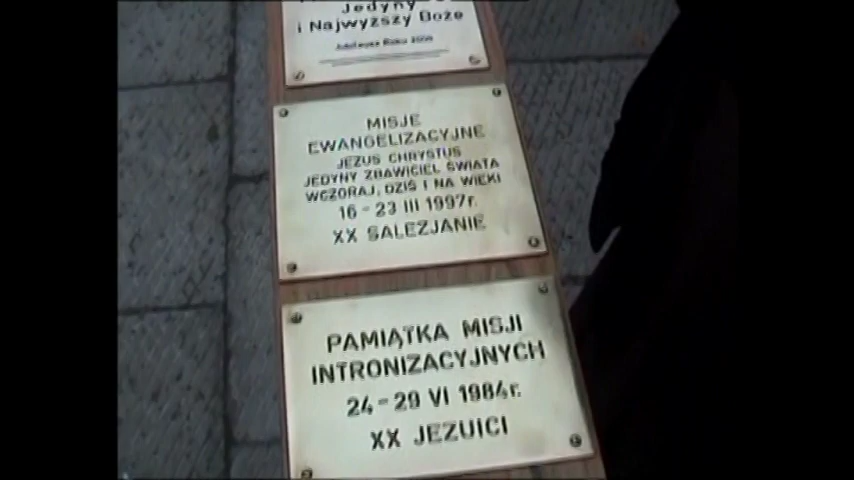 Jedyny
i Najwyższy Boże
Jubileusz Roku 2000
MISJE
EWANGELIZACYJNE
JEZUS CHRYSTUS
JEDYNY ZBAWICIEL ŚWIATA
WCZORAJ, DZIŚ I NA WIEKI
16-23 III 1997r.
XX SALEZJANIE
PAMIĄTKA MISJI
INTRONIZACYJNYCH
24-29 VI 1984r.
XX JEZUICI